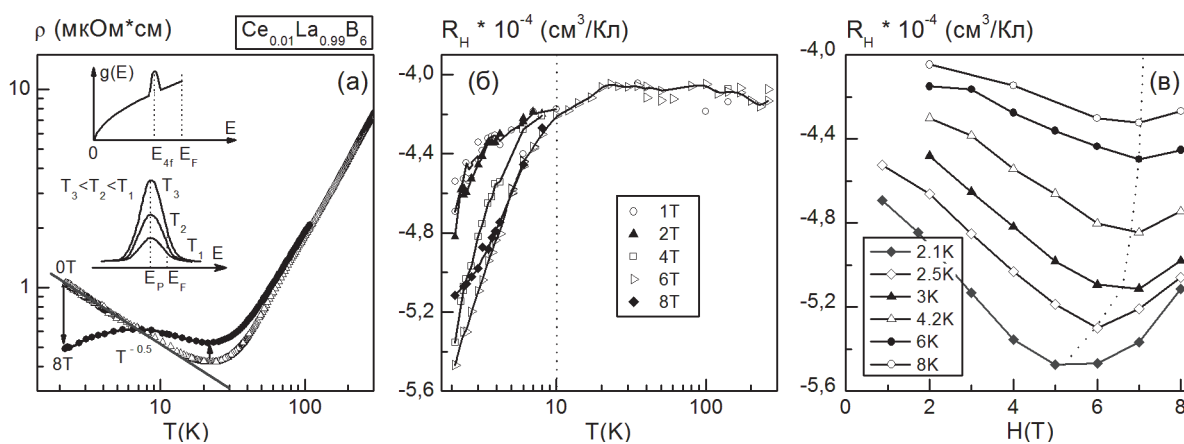 ρ (мкОм*см)
Ce0.01La0.99B6
(а)
g(E)
E
0
E4f
EF
T3<T2<T1
T3
T2
T1
E
EP
EF
0T
8T
T-0.5
10
1
10
100
T(K)
RH * 10-4 (см3/Кл)
(б)
-4,0
-4,4
-4,8
-5,2
-5,6
1T
2T
4T
6T
8T
10
100
T(K)
RH * 10-4 (см3/Кл)
(в)
-4,0
-4,4
-4,8
-5,2
-5,6
2.1K
2.5K
3K
4.2K
6K
8K
0
2
4
6
8
H(T)